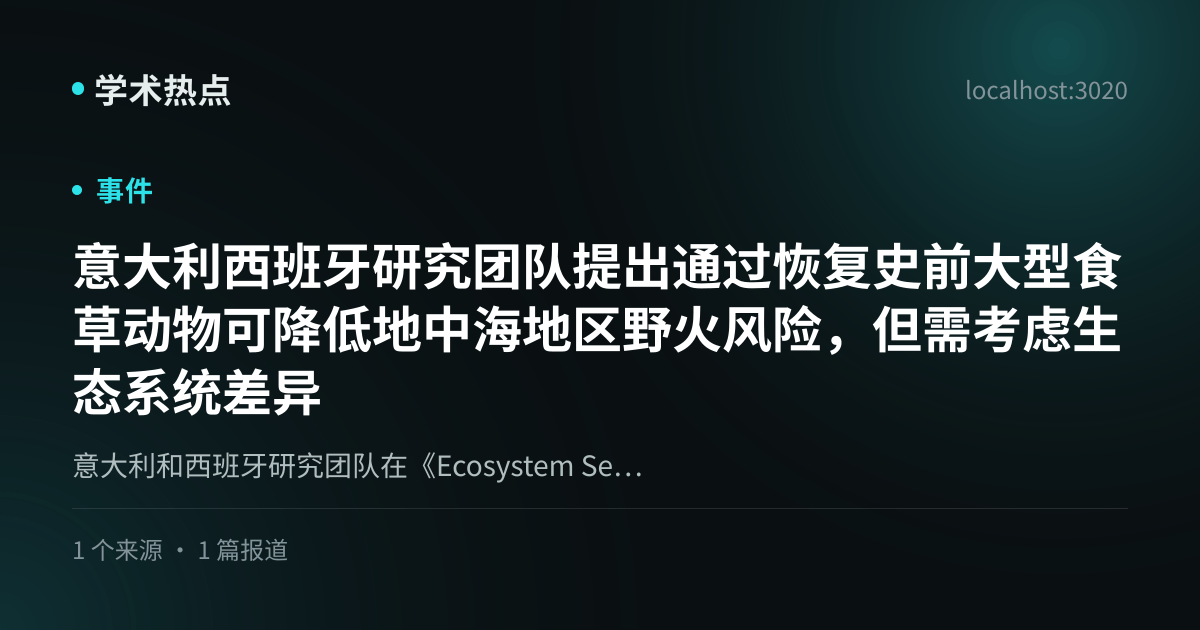 学术热点
localhost:3020
事件
意大利西班牙研究团队提出通过恢复史前大型食
草动物可降低地中海地区野火风险，但需考虑生
态系统差异
意大利和西班牙研究团队在《Ecosystem Se…
1 个来源 · 1 篇报道